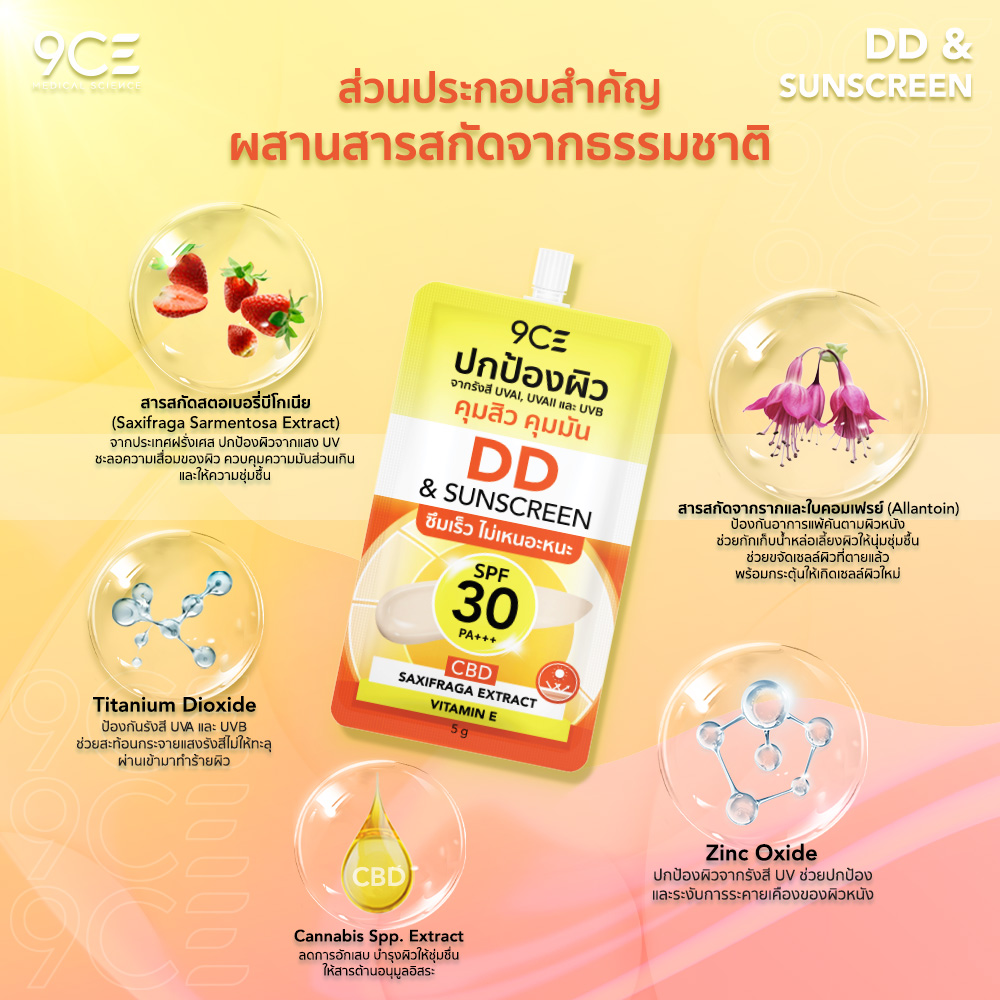 9CE
MEDICAL SCIENCE
DD &
SUNSCREEN
ส่วนประกอบสำคัญ
ผสานสารสกัดจากธรรมชาติ
สารสกัดสตอเบอรี่บีโกเนีย
(Saxifraga Sarmentosa Extract)
จากประเทศฝรั่งเศส ปกป้องผิวจากแสง UV
ชะลอความเสื่อมของผิว ควบคุมความมันส่วนเกิน
และให้ความชุ่มชื้น
9CE
ปกป้องผิว
จากรังสี UVAI, UVAII และ UVB
คุมสิว คุมมัน
DD
& SUNSCREEN
ซึมเร็ว ไม่เหนอะหนะ
SPF
30
PA+++
CBD
SAXIFRAGA EXTRACT
VITAMIN E
5 g
สารสกัดจากรากและใบคอมเฟรย์ (Allantoin)
ป้องกันอาการแพ้คันตามผิวหนัง
ช่วยกักเก็บน้ำหล่อเลี้ยงผิวให้นุ่มชุ่มชื้น
ช่วยขจัดเซลล์ผิวที่ตายแล้ว
พร้อมกระตุ้นให้เกิดเซลล์ผิวใหม่
Titanium Dioxide
ป้องกันรังสี UVA และ UVB
ช่วยสะท้อนกระจายแสงรังสีไม่ให้ทะลุ
ผ่านเข้ามาทำร้ายผิว
Zinc Oxide
ปกป้องผิวจากรังสี UV ช่วยปกป้อง
และระงับการระคายเคืองของผิวหนัง
CBD
Cannabis Spp. Extract
ลดการอักเสบ บำรุงผิวให้ชุ่มชื่น
ให้สารต้านอนุมูลอิสระ